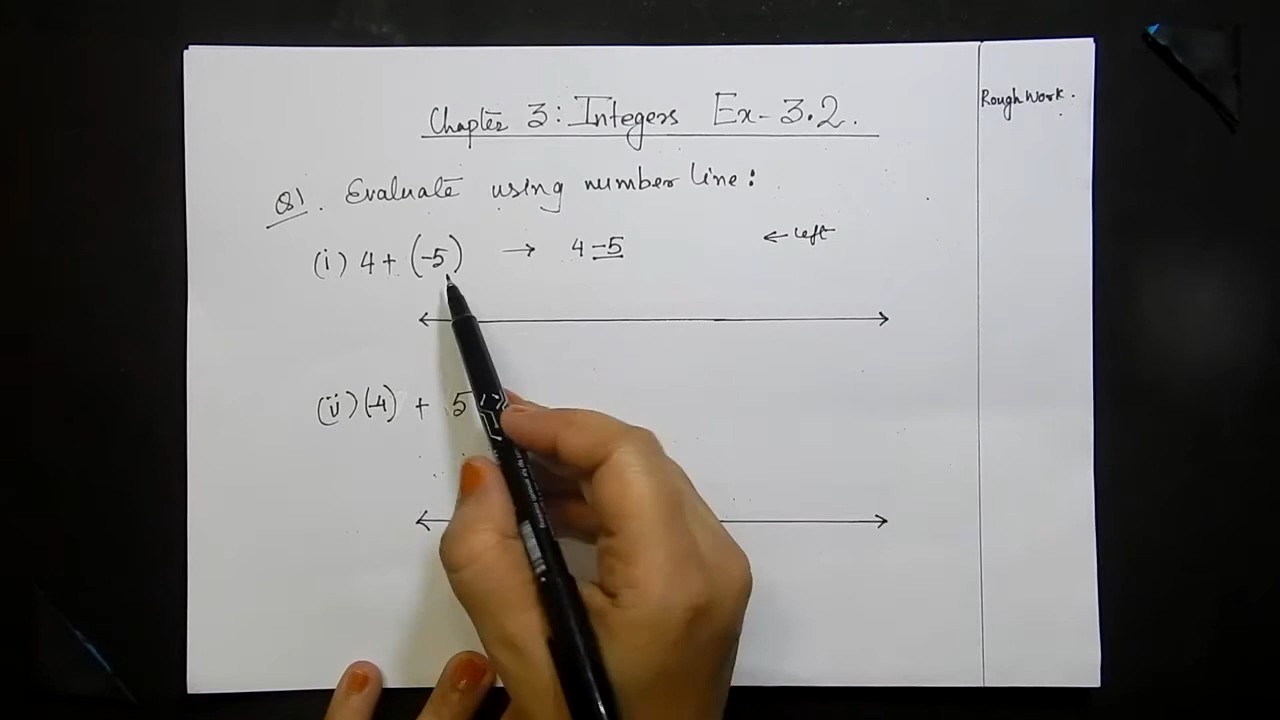 Chapter 3: Integers Ex-3.2.
Rough Work.
Q1. Evaluate using number line:
(i) 4 + (-5) → 4 -5 ← left
(ii) (-4) + 5